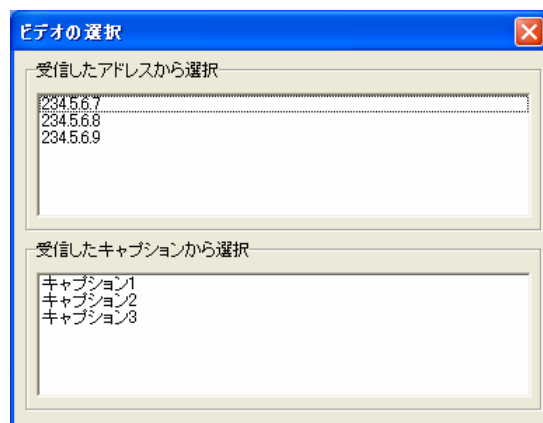 ビデオの選択
受信したアドレスから選択
234.5.6.7
234.5.6.8
234.5.6.9
受信したキャプションから選択
キャプション1
キャプション2
キャプション3